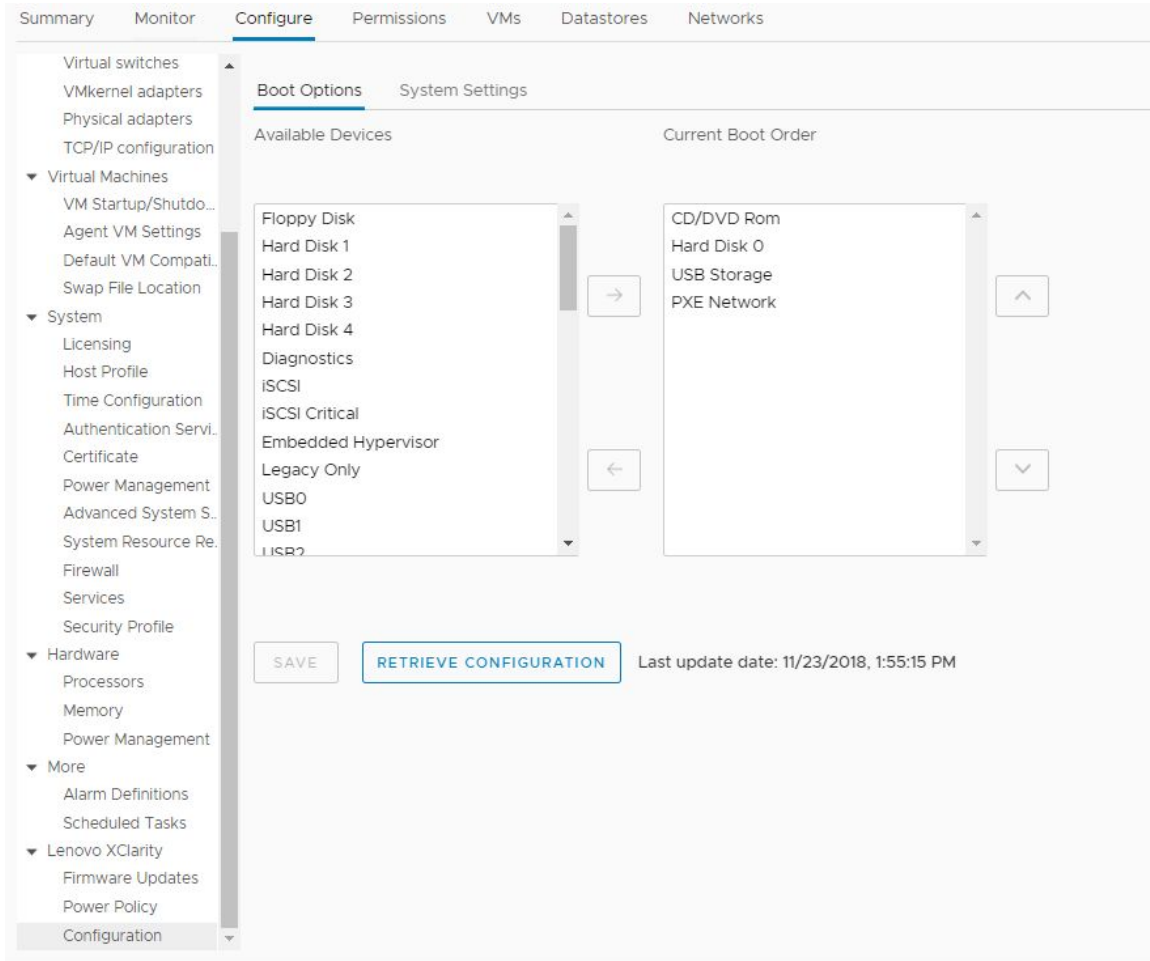 Summary Monitor Configure Permissions VMs Datastores Networks
Virtual switches
VMkernel adapters
Physical adapters
TCP/IP configuration
Virtual Machines
VM Startup/Shutdo...
Agent VM Settings
Default VM Compati..
Swap File Location
System
Licensing
Host Profile
Time Configuration
Authentication Servi..
Certificate
Power Management
Advanced System S..
System Resource Re.
Firewall
Services
Security Profile
Hardware
Processors
Memory
Power Management
More
Alarm Definitions
Scheduled Tasks
Lenovo XClarity
Firmware Updates
Power Policy
Configuration
Boot Options System Settings
Available Devices
Floppy Disk
Hard Disk 1
Hard Disk 2
Hard Disk 3
Hard Disk 4
Diagnostics
iSCSI
iSCSI Critical
Embedded Hypervisor
Legacy Only
USB0
USB1
USB2
Current Boot Order
CD/DVD Rom
Hard Disk 0
USB Storage
PXE Network
SAVE RETRIEVE CONFIGURATION Last update date: 11/23/2018, 1:55:15 PM